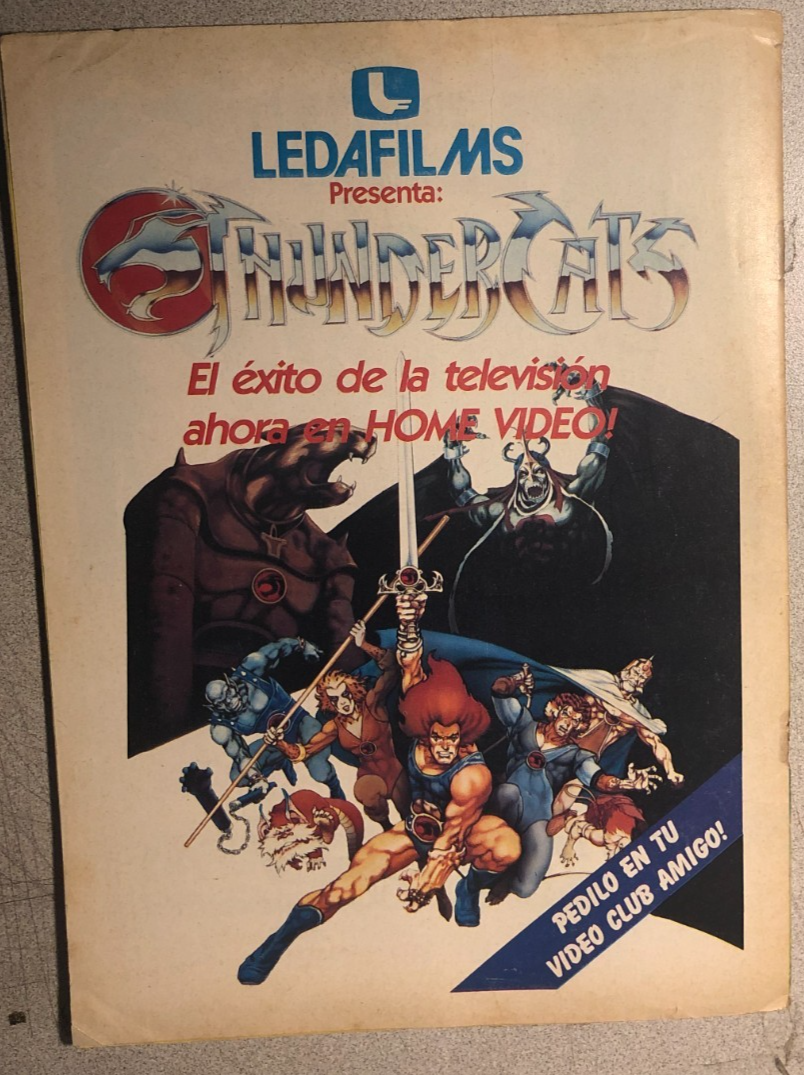 LEDAFILMS
Presenta:
THUNDERCATS
El éxito de la televisión
ahora en HOME VIDEO!
PEDILO EN TU
VIDEO CLUB AMIGO!